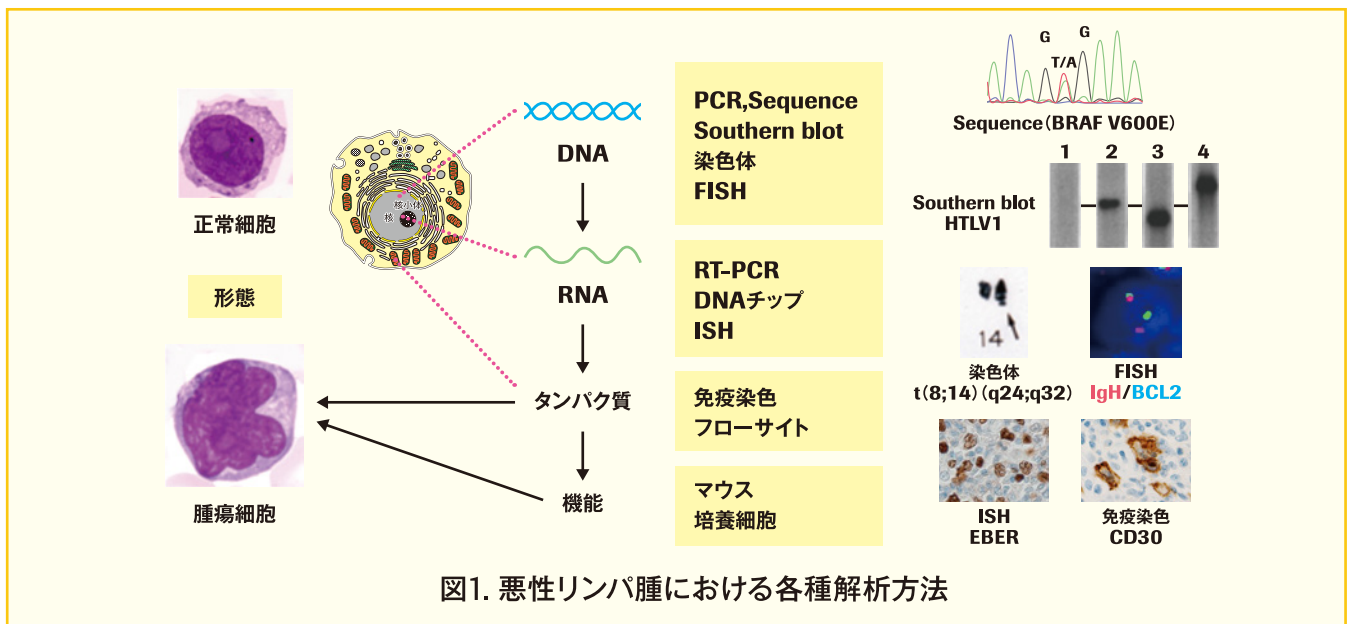 正常細胞
形態
腫瘍細胞
核小体
核
DNA
RNA
タンパク質
機能
PCR,Sequence
Southern blot
染色体
FISH
RT-PCR
DNAチップ
ISH
免疫染色
フローサイト
マウス
培養細胞
G
G
T/A
Sequence(BRAF V600E)
1 2 3 4
Southern blot
HTLV1
14
染色体
t(8;14)(q24;q32)
FISH
IgH/BCL2
ISH
EBER
免疫染色
CD30
図1. 悪性リンパ腫における各種解析方法